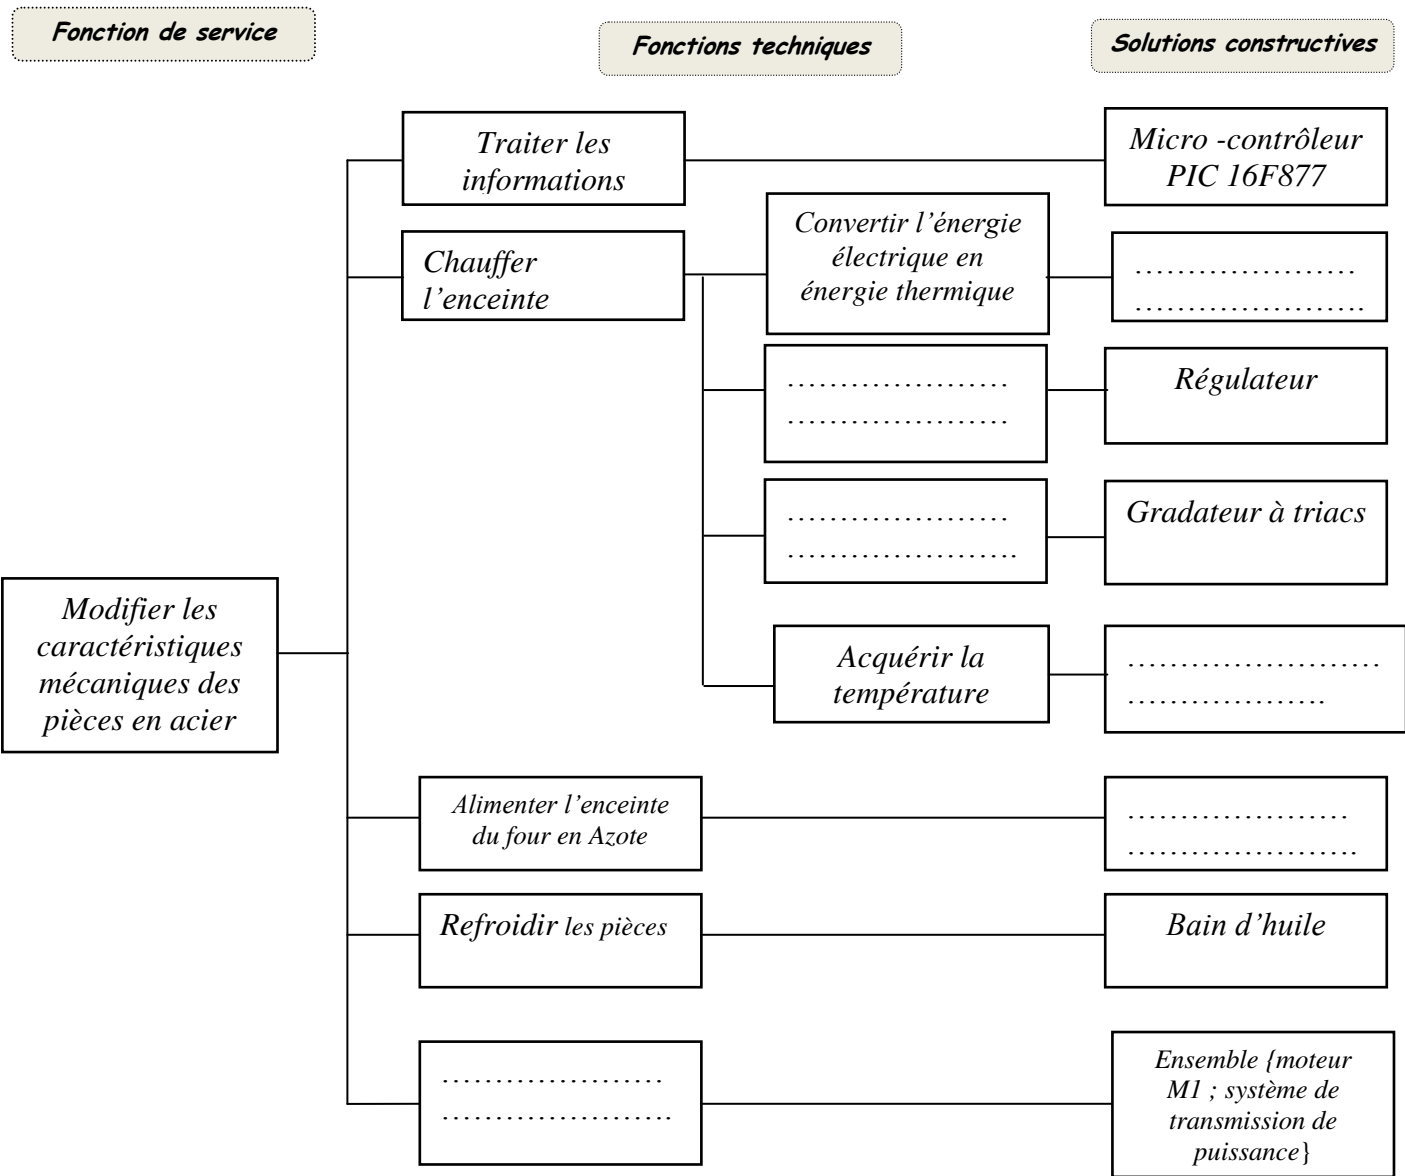 Fonction de service
Fonctions techniques
Solutions constructives
Traiter les
informations
Micro -contrôleur
PIC 16F877
Chauffer
l’enceinte
Convertir l’énergie
électrique en
énergie thermique
…………………
………………….
…………………
…………………
Régulateur
…………………
………………….
Gradateur à triacs
Modifier les
caractéristiques
mécaniques des
pièces en acier
Acquérir la
température
……………………
……………….
Alimenter l’enceinte
du four en Azote
…………………
………………….
Refroidir les pièces
Bain d’huile
…………………
………………….
Ensemble {moteur
M1 ; système de
transmission de
puissance}